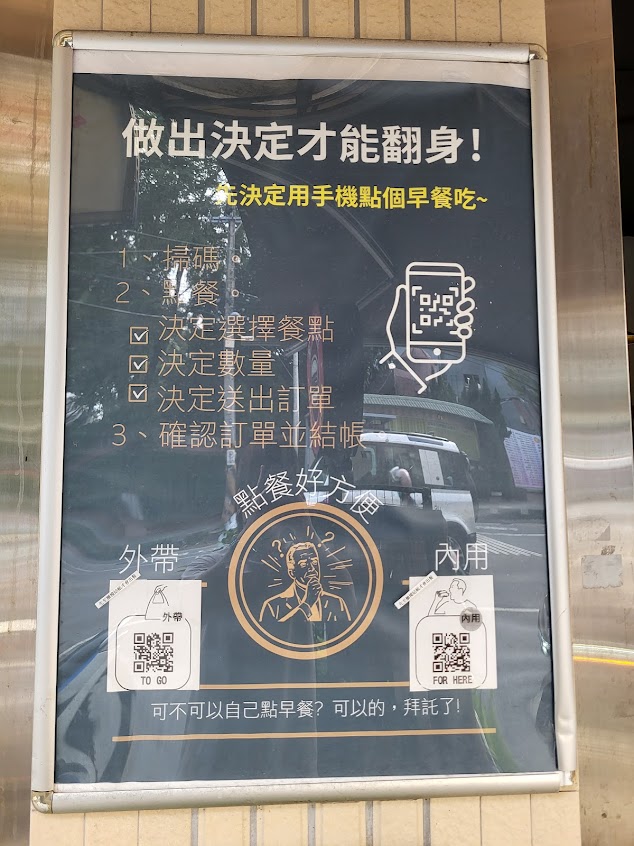 做出決定才能翻身!
先決定用手機點個早餐吃~
1、掃碼。
2、點餐。
決定選擇餐點
決定數量
決定送出訂單
3、確認訂單並結帳
點餐好方便
? ?
外帶
內用
外帶
TO GO
內用
FOR HERE
可不可以自己點早餐? 可以的，拜託了!